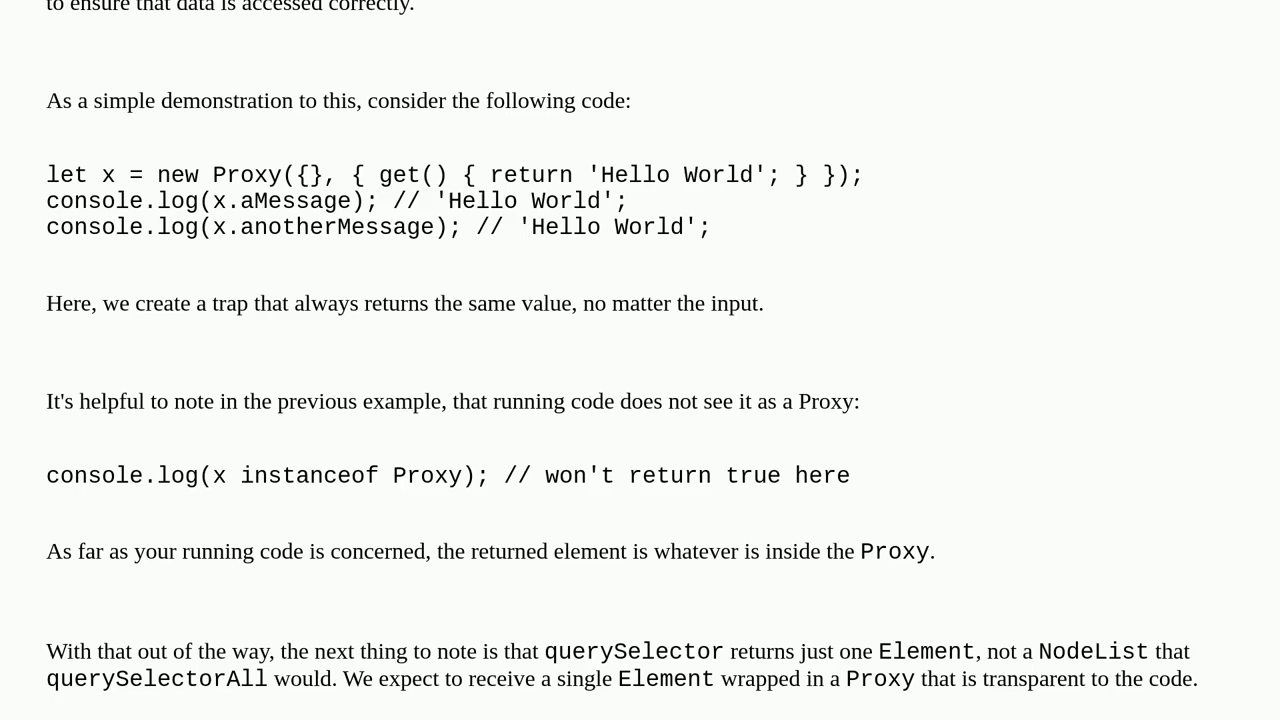 to ensure that data is accessed correctly.
As a simple demonstration to this, consider the following code:
let x = new Proxy({}, { get() { return 'Hello World'; } });
console.log(x.aMessage); // 'Hello World';
console.log(x.anotherMessage); // 'Hello World';
Here, we create a trap that always returns the same value, no matter the input.
It's helpful to note in the previous example, that running code does not see it as a Proxy:
console.log(x instanceof Proxy); // won't return true here
As far as your running code is concerned, the returned element is whatever is inside the Proxy.
With that out of the way, the next thing to note is that querySelector returns just one Element, not a NodeList that
querySelectorAll would. We expect to receive a single Element wrapped in a Proxy that is transparent to the code.